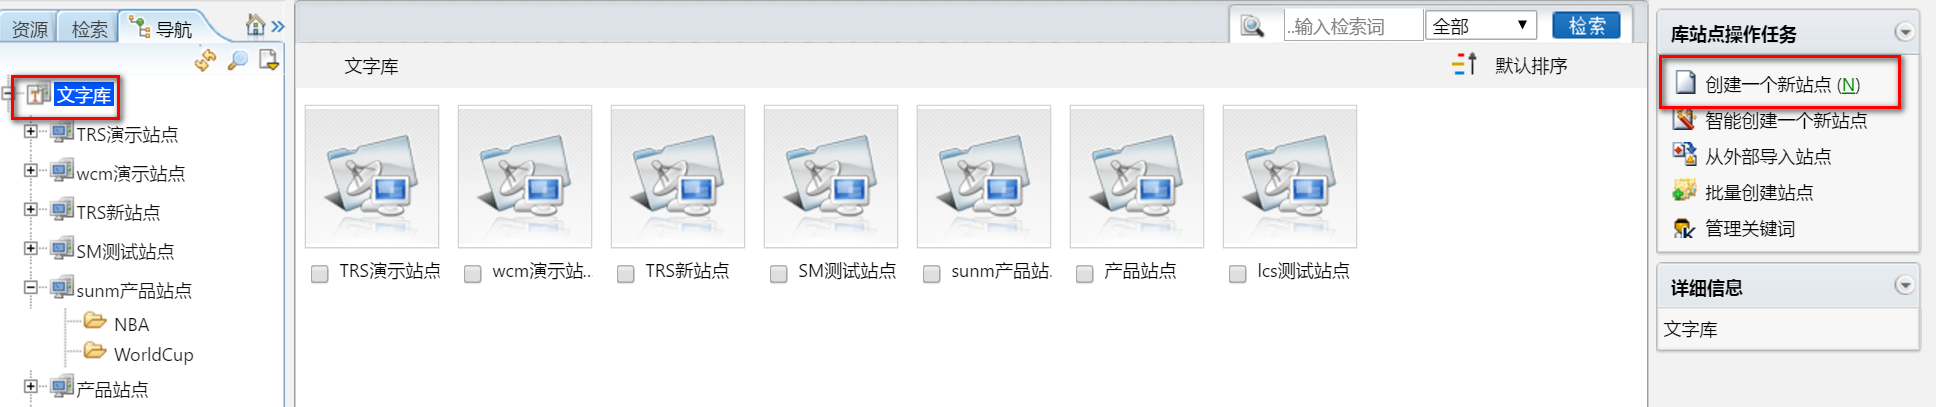 资源 检索 导航
文字库
TRS演示站点
wcm演示站点
TRS新站点
SM测试站点
sunm产品站点
NBA
WorldCup
产品站点
..输入检索词 全部 检索
文字库 默认排序
TRS演示站点 wcm演示站.. TRS新站点 SM测试站点 sunm产品站. 产品站点 lcs测试站点
库站点操作任务
创建一个新站点 (N)
智能创建一个新站点
从外部导入站点
批量创建站点
管理关键词
详细信息
文字库